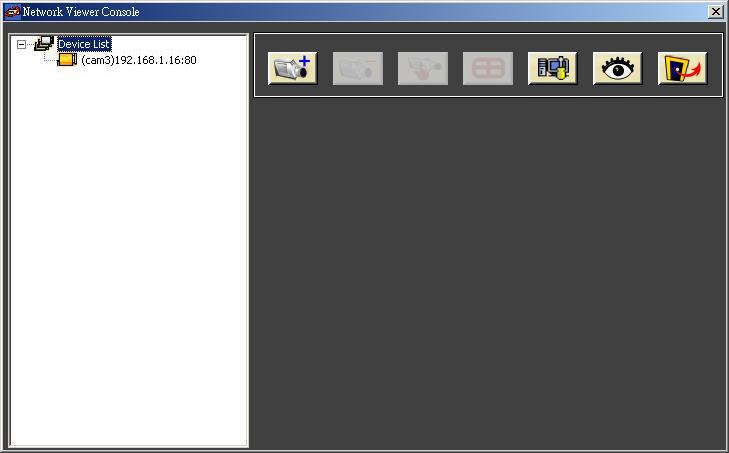 Network Viewer Console
Device List
(cam3)192.168.1.16:80